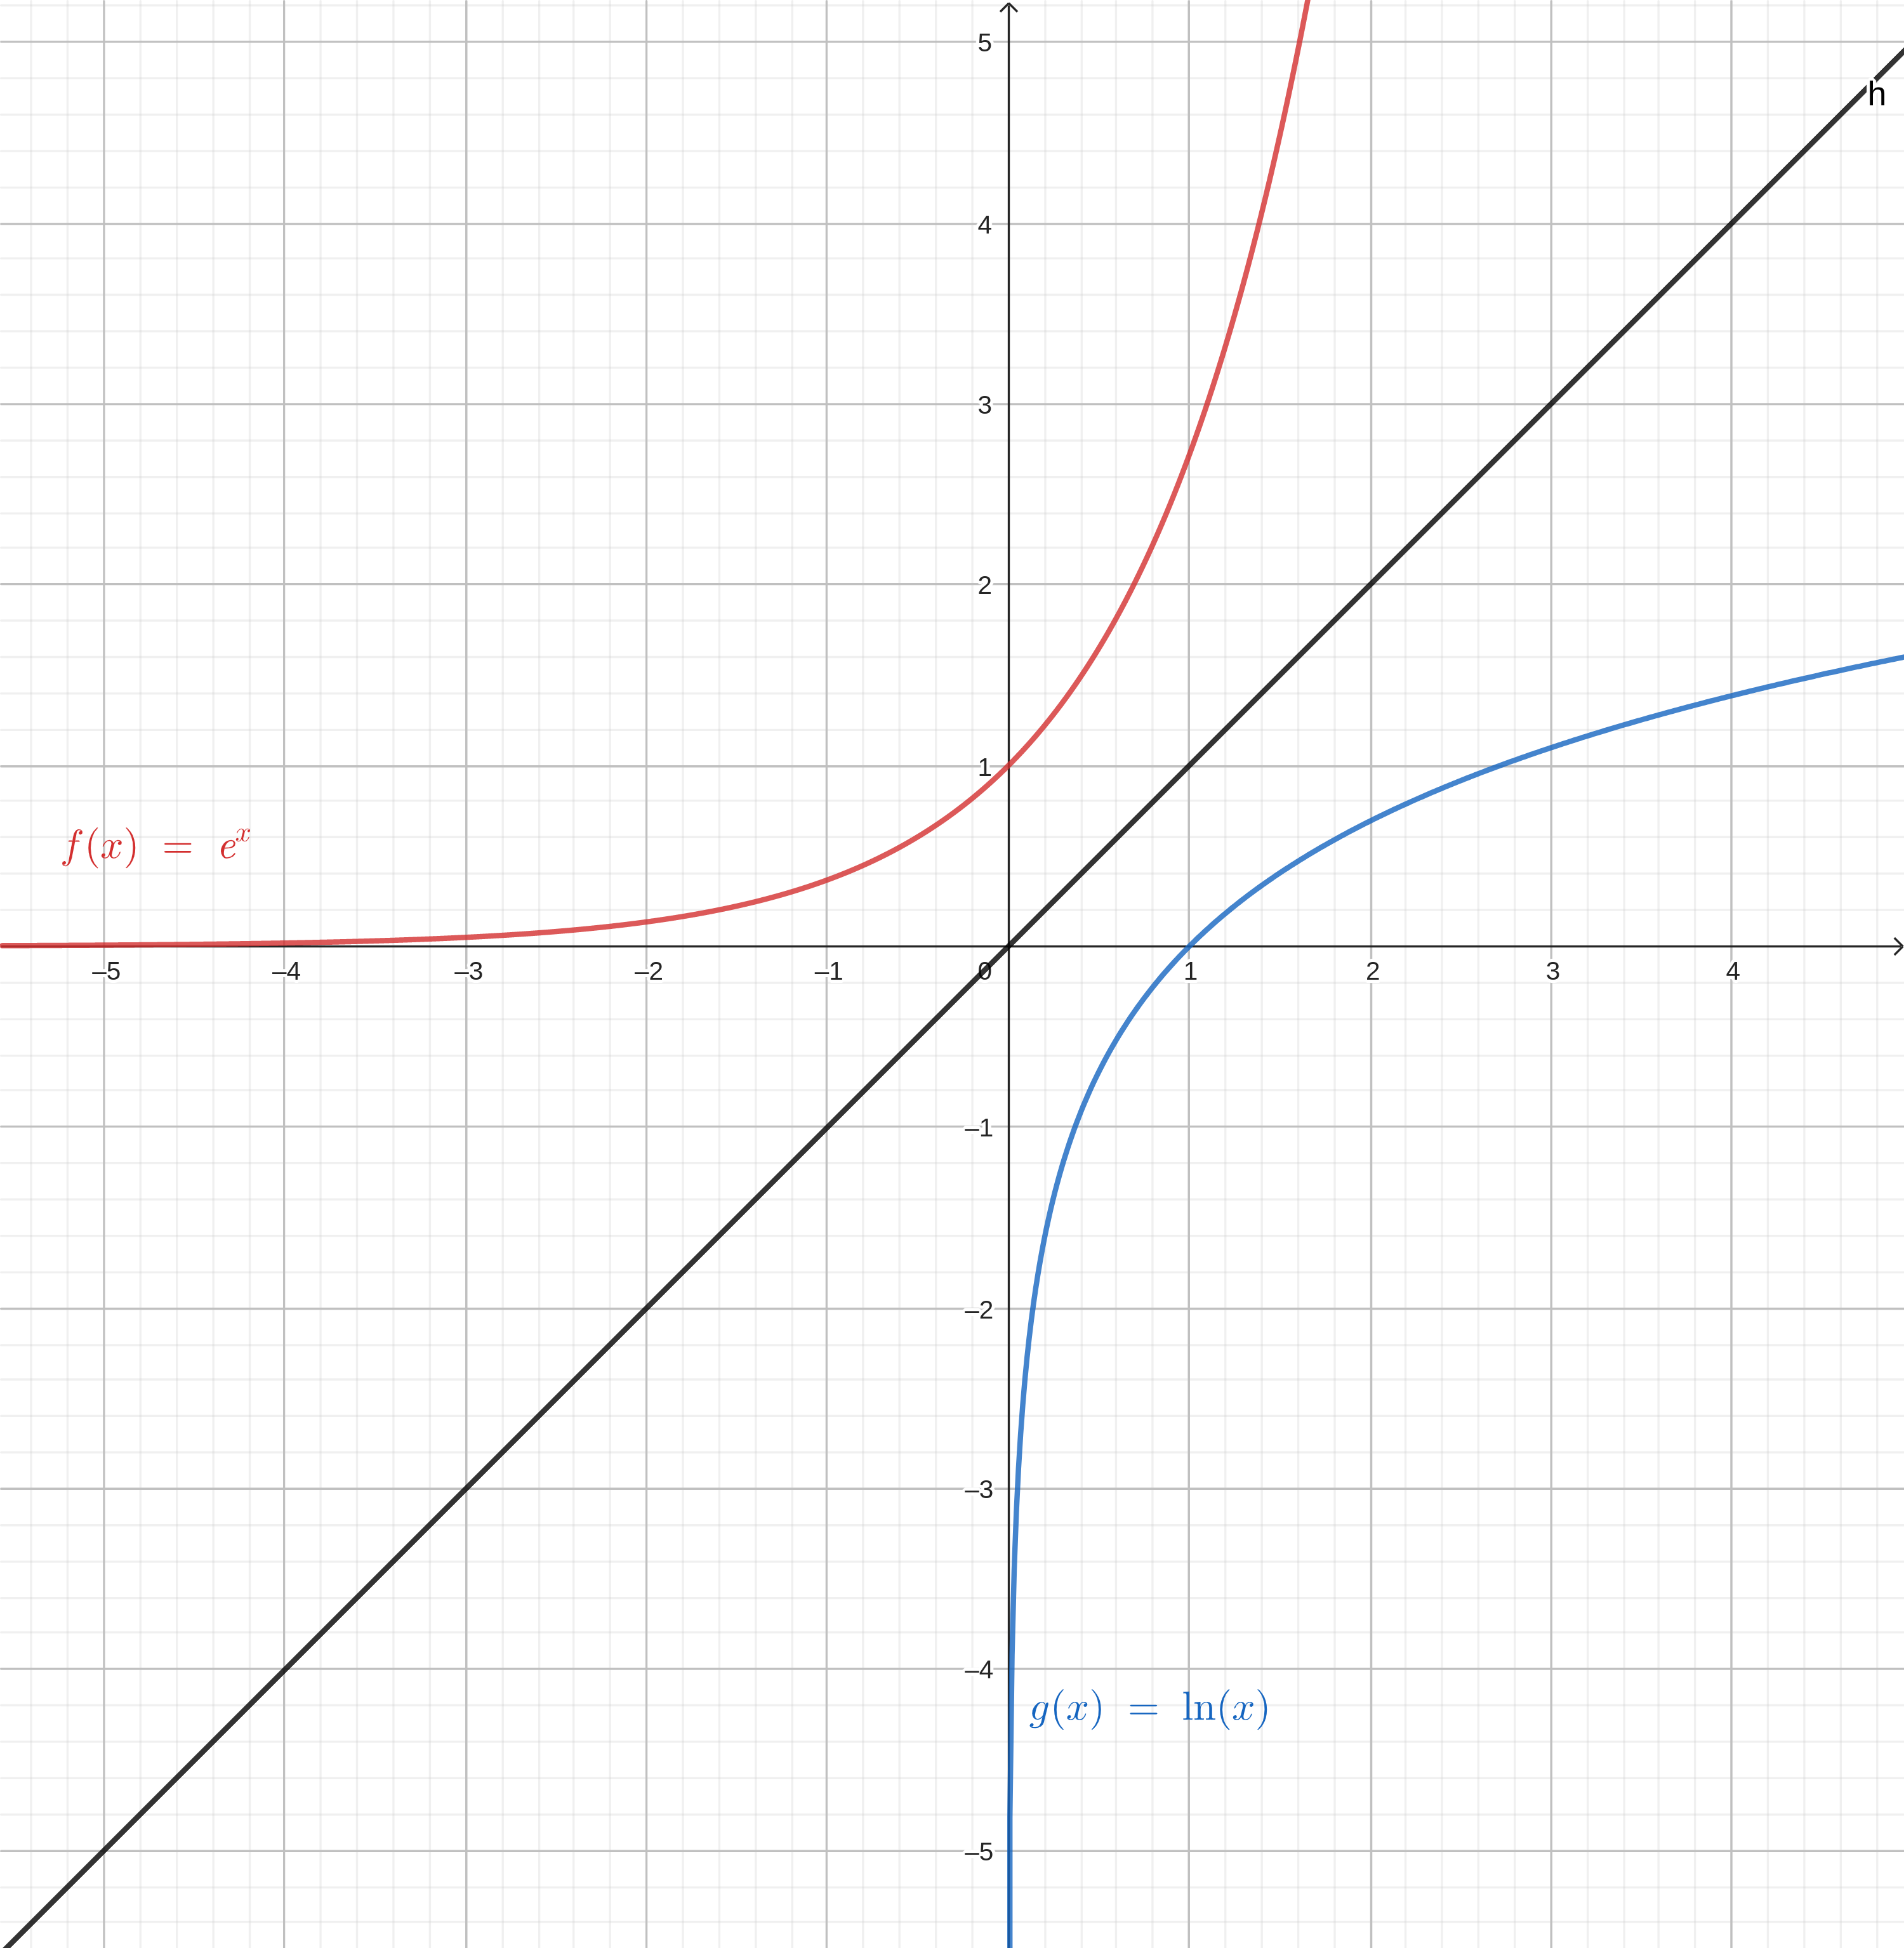 5
h
4
3
2
1
f(x) = e^x
–5 –4 –3 –2 –1 0 1 2 3 4
–1
–2
–3
–4
g(x) = ln(x)
–5